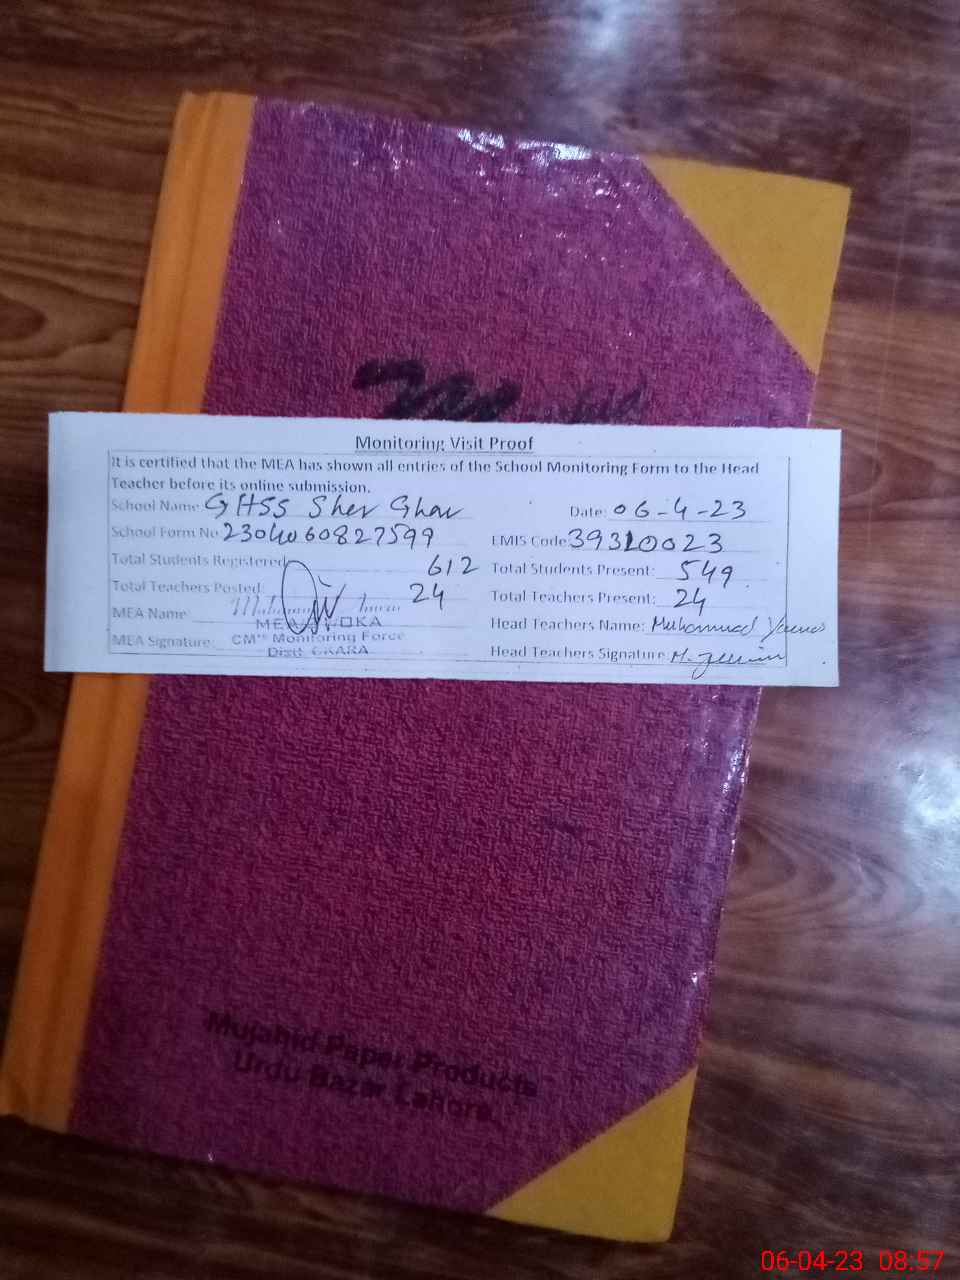 Monitoring Visit Proof
It is certified that the MEA has shown all entries of the School Monitoring Form to the Head
Teacher before its online submission.
School Name: GHSS Sher Ghar Date: 06-4-23
School Form No: 2304060827599 EMIS Code: 39310023
Total Students Registered: 612 Total Students Present: 549
Total Teachers Posted: 24 Total Teachers Present: 24
MEA Name: Head Teachers Name: Muhammad
MEA
MEA Signature: CM's Monitoring Force Head Teachers Signature: M.
Distt: OKARA
Mujahid Paper Products
Urdu Bazar Lahore
06-04-23 08:57